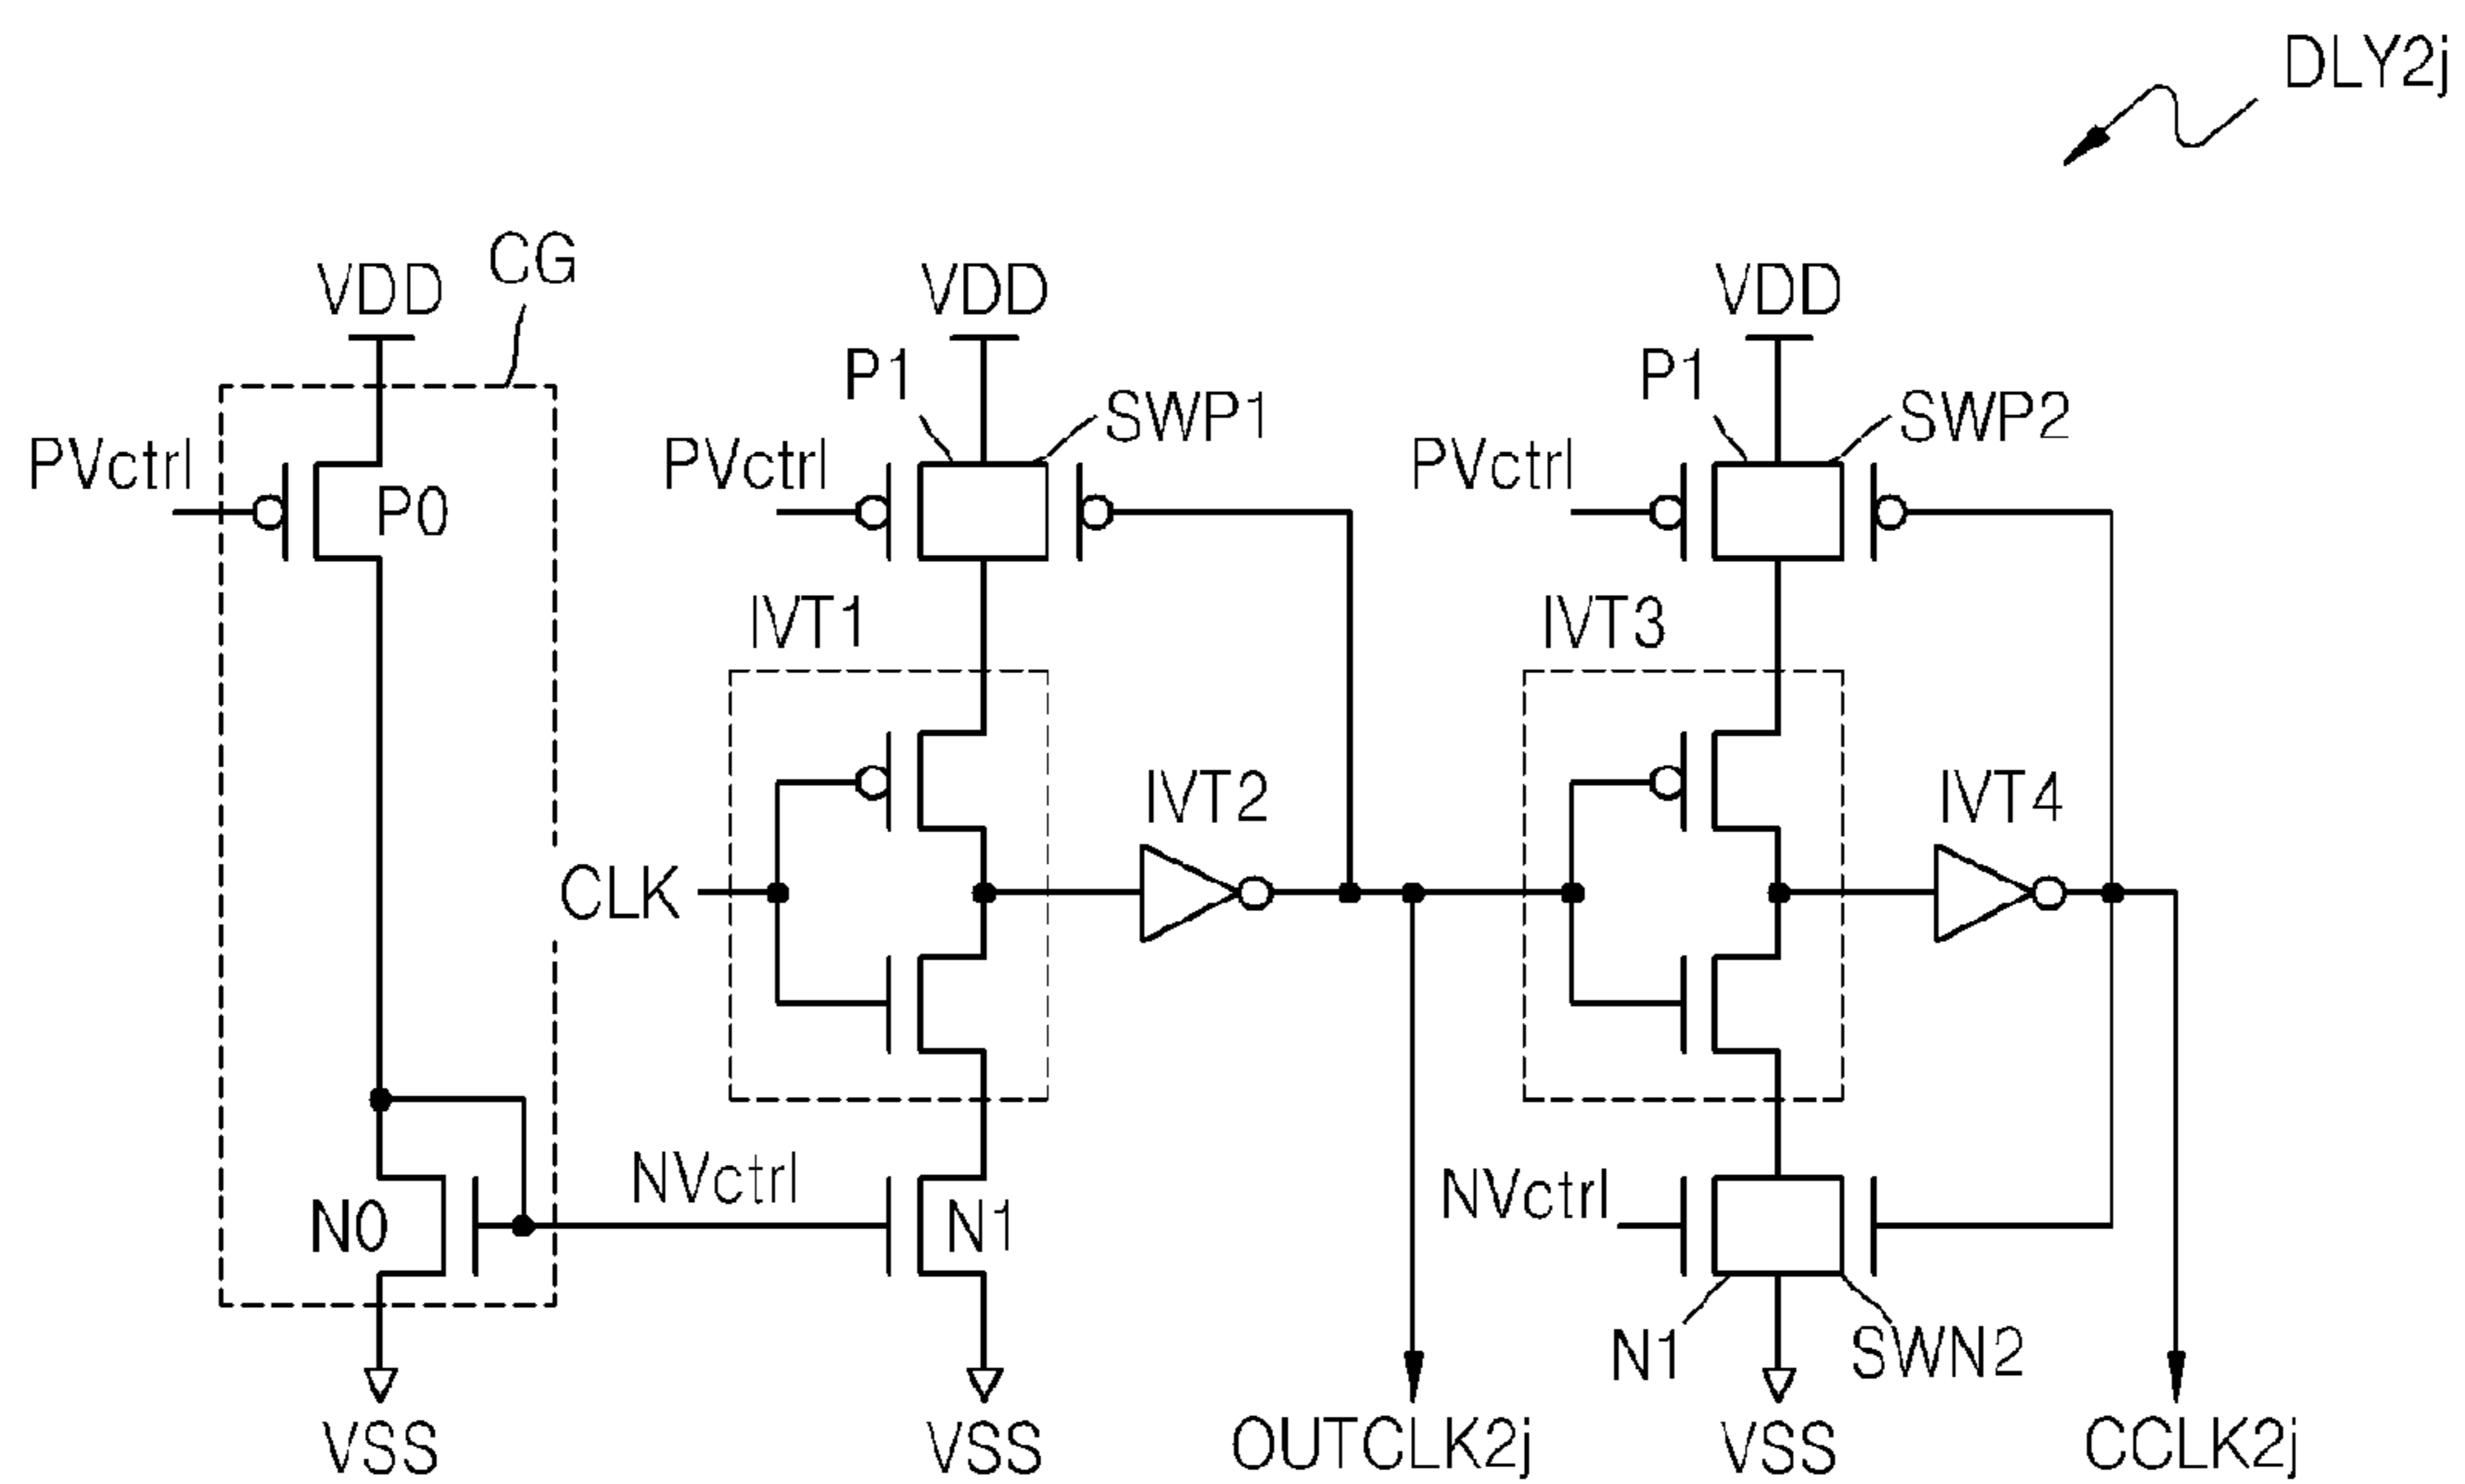 DLY2j
CG
VDD
VDD
VDD
P1
P1
SWP1
SWP2
PVctrl
PVctrl
PVctrl
P0
IVT1
IVT3
IVT2
IVT4
CLK
NVctrl
NVctrl
N0
N1
N1
SWN2
VSS
VSS
OUTCLK2j
VSS
CCLK2j